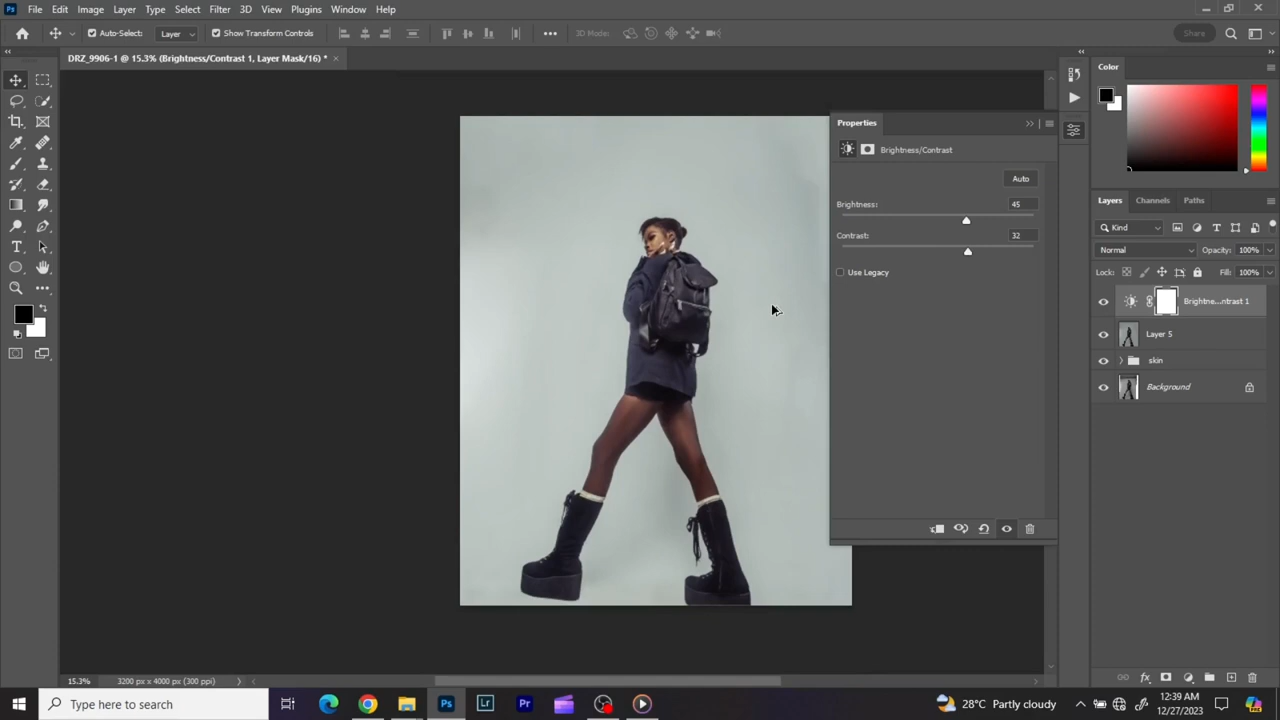 Ps File Edit Image Layer Type Select Filter 3D View Plugins Window Help
Auto-Select: Layer Show Transform Controls 3D Mode: Share
DRZ_9906-1 @ 15.3% (Brightness/Contrast 1, Layer Mask/16) *
Color
Properties
Brightness/Contrast
Auto
Brightness: 45
Contrast: 32
Use Legacy
Layers Channels Paths
Kind
Normal Opacity: 100%
Lock: Fill: 100%
Brightne...ntrast 1
Layer 5
skin
Background
15.3% 3200 px x 4000 px (300 ppi)
Type here to search
Ps Pr
28°C Partly cloudy
12:39 AM
12/27/2023